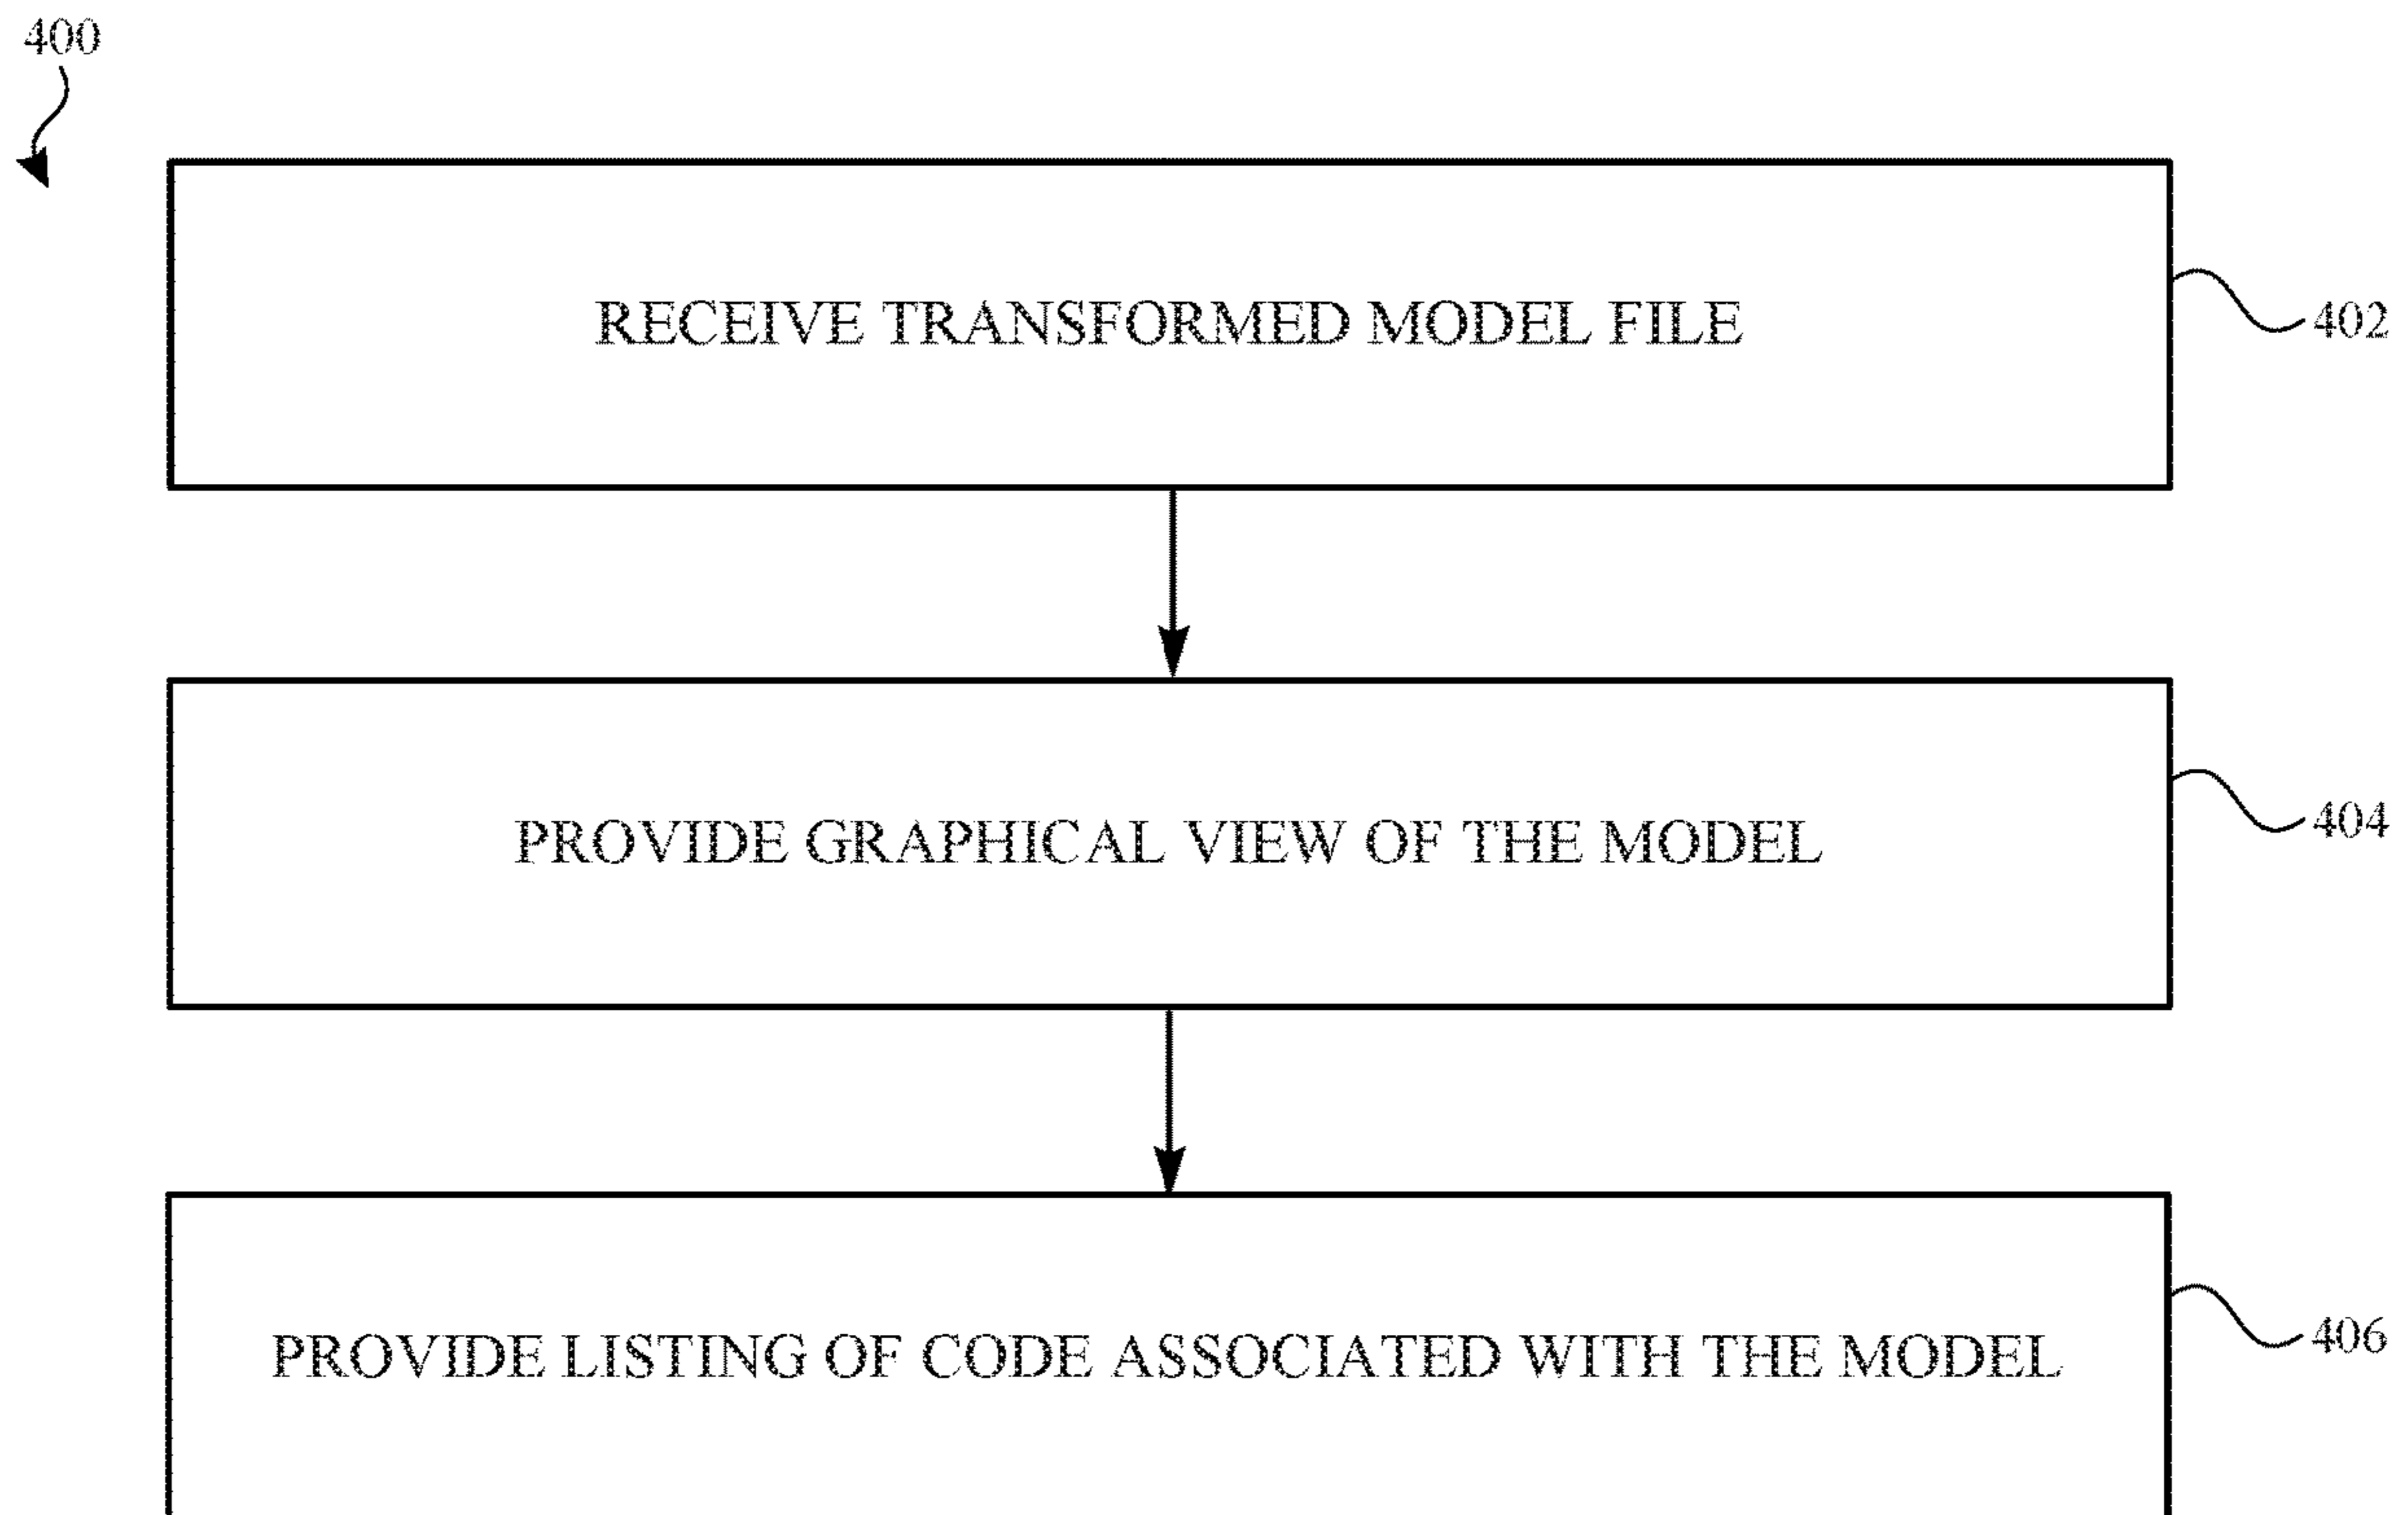 400
RECEIVE TRANSFORMED MODEL FILE
402
PROVIDE GRAPHICAL VIEW OF THE MODEL
404
PROVIDE LISTING OF CODE ASSOCIATED WITH THE MODEL
406